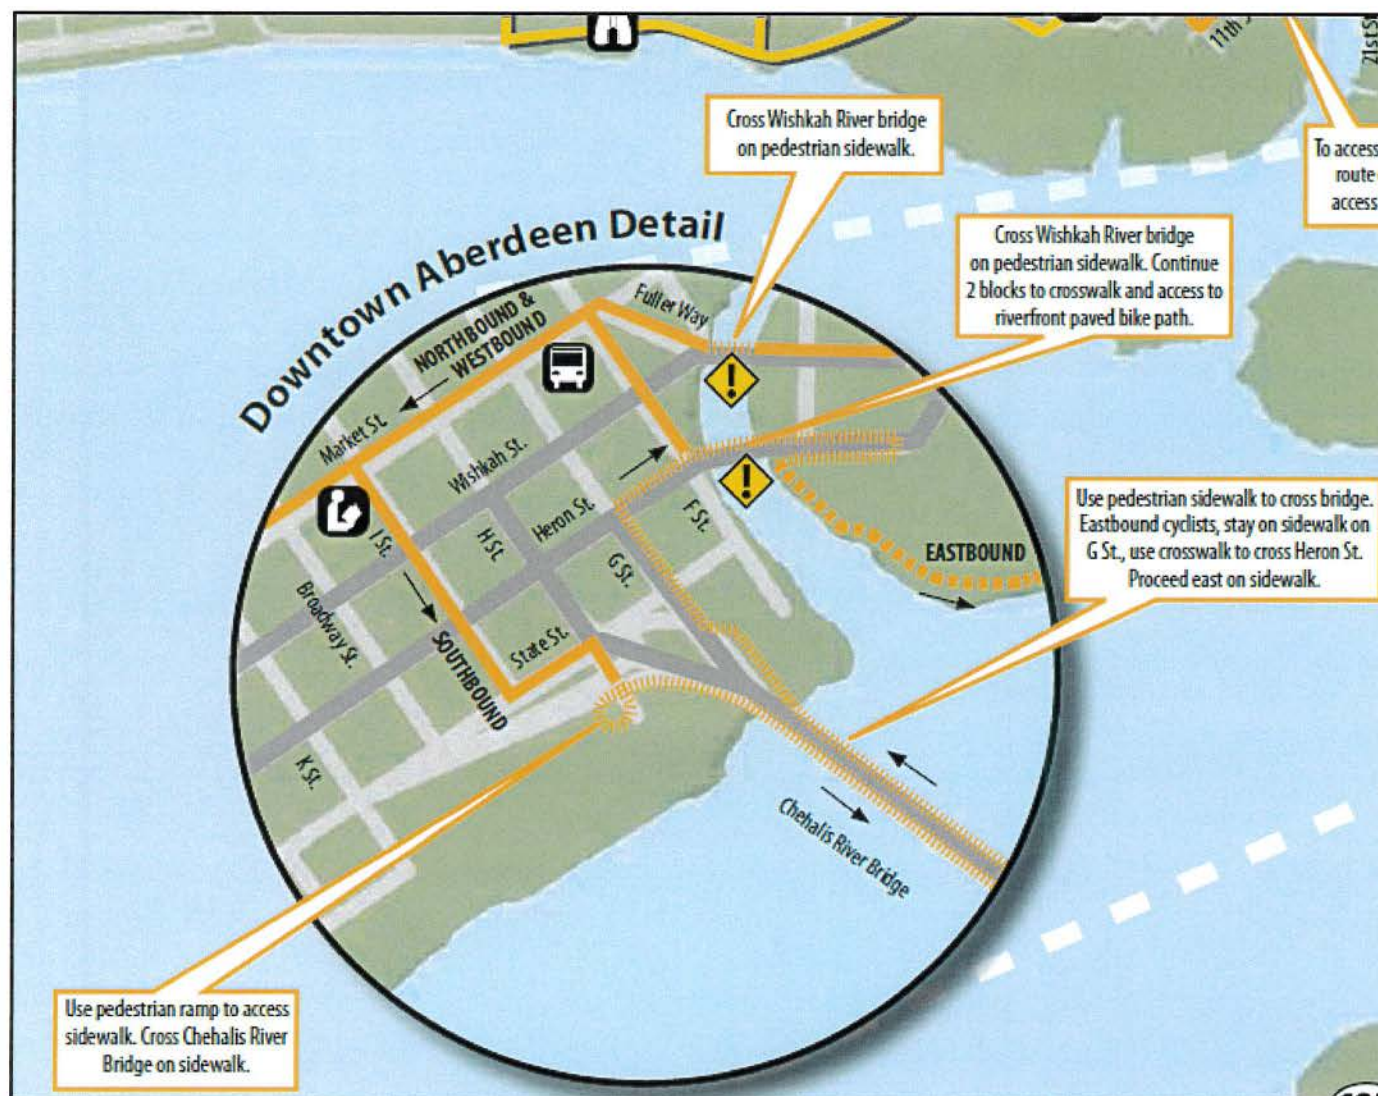 11th
21st St
Cross Wishkah River bridge
on pedestrian sidewalk.
To access
route
access
Cross Wishkah River bridge
on pedestrian sidewalk. Continue
2 blocks to crosswalk and access to
riverfront paved bike path.
Downtown Aberdeen Detail
NORTHBOUND &
WESTBOUND
Fuller Way
Market St.
Wishkah St.
Heron St.
I St.
H St.
G St.
F St.
EASTBOUND
Broadway St.
SOUTHBOUND
State St.
K St.
Use pedestrian sidewalk to cross bridge.
Eastbound cyclists, stay on sidewalk on
G St., use crosswalk to cross Heron St.
Proceed east on sidewalk.
Chehalis River Bridge
Use pedestrian ramp to access
sidewalk. Cross Chehalis River
Bridge on sidewalk.